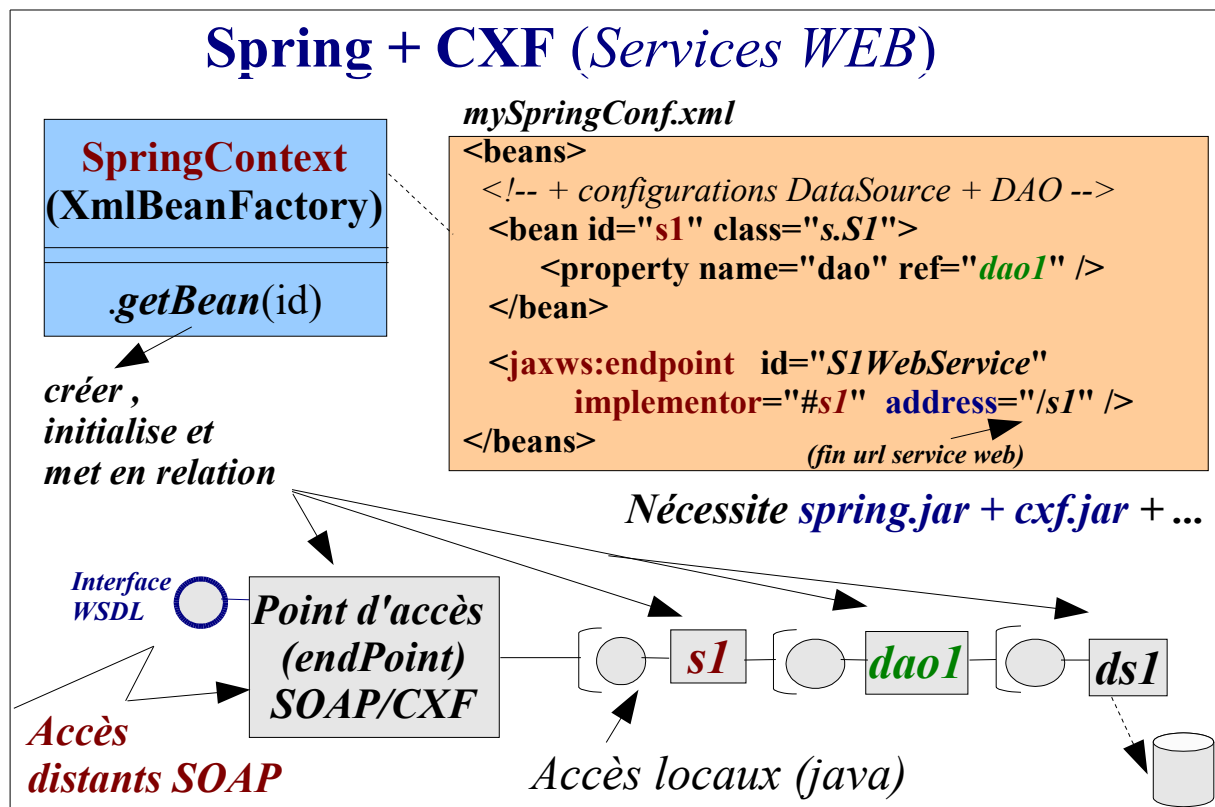 Spring + CXF (Services WEB)
SpringContext
(XmlBeanFactory)
.getBean(id)
créer ,
initialise et
met en relation
mySpringConf.xml
<beans>
<!-- + configurations DataSource + DAO -->
<bean id="s1" class="s.S1">
<property name="dao" ref="dao1" />
</bean>
<jaxws:endpoint id="S1WebService"
implementor="#s1" address="/s1" />
</beans>
(fin url service web)
Nécessite spring.jar + cxf.jar + ...
Interface
WSDL
Point d'accès
(endPoint)
SOAP/CXF
s1
dao1
ds1
Accès
distants SOAP
Accès locaux (java)